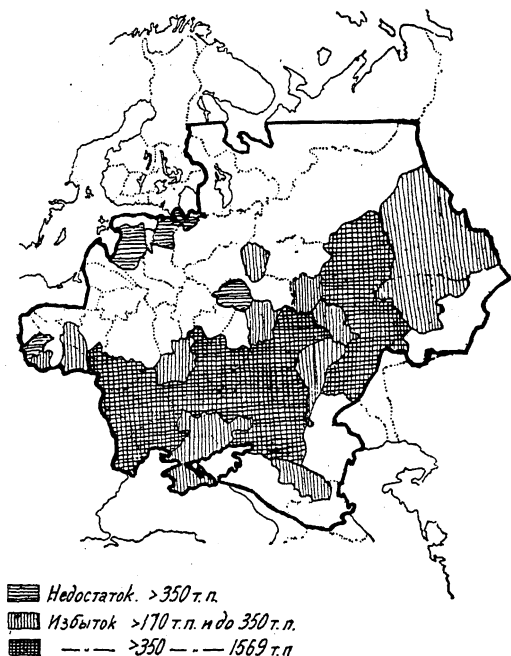 Недостаток. >350 т. п.
Избыток >170 т. п. и до 350 т. п.
—·—·— >350 —·—·— 1569 т. п